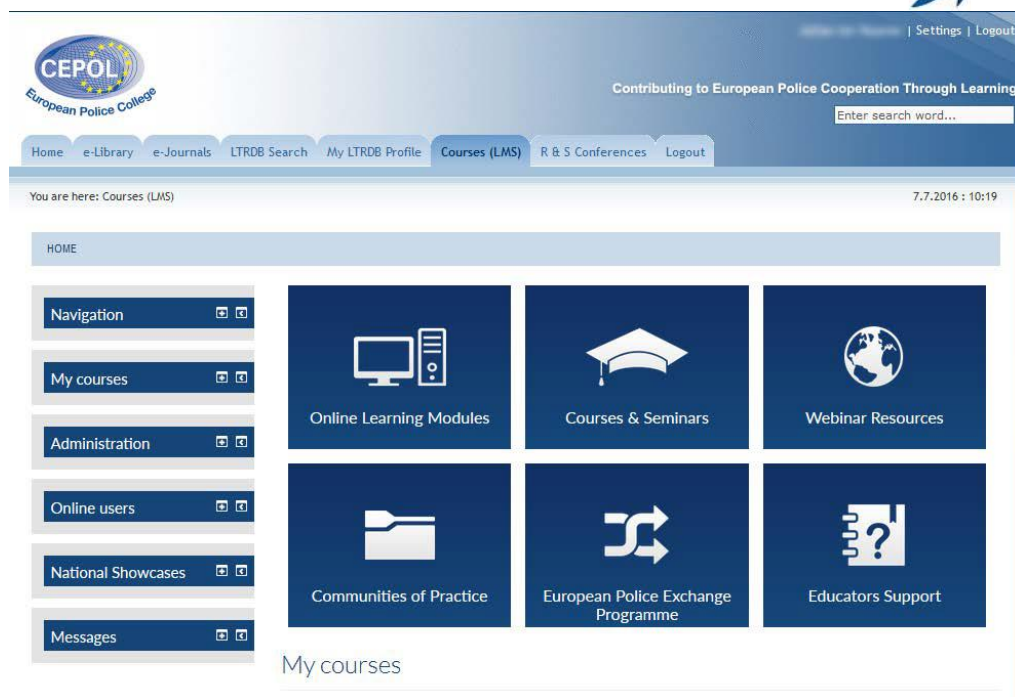 | Settings | Logout
CEPOL
European Police College
Contributing to European Police Cooperation Through Learning
Enter search word...
Home e-Library e-Journals LTRDB Search My LTRDB Profile Courses (LMS) R & S Conferences Logout
You are here: Courses (LMS) 7.7.2016 : 10:19
HOME
Navigation
My courses
Administration
Online users
National Showcases
Messages
Online Learning Modules
Courses & Seminars
Webinar Resources
Communities of Practice
European Police Exchange
Programme
Educators Support
My courses